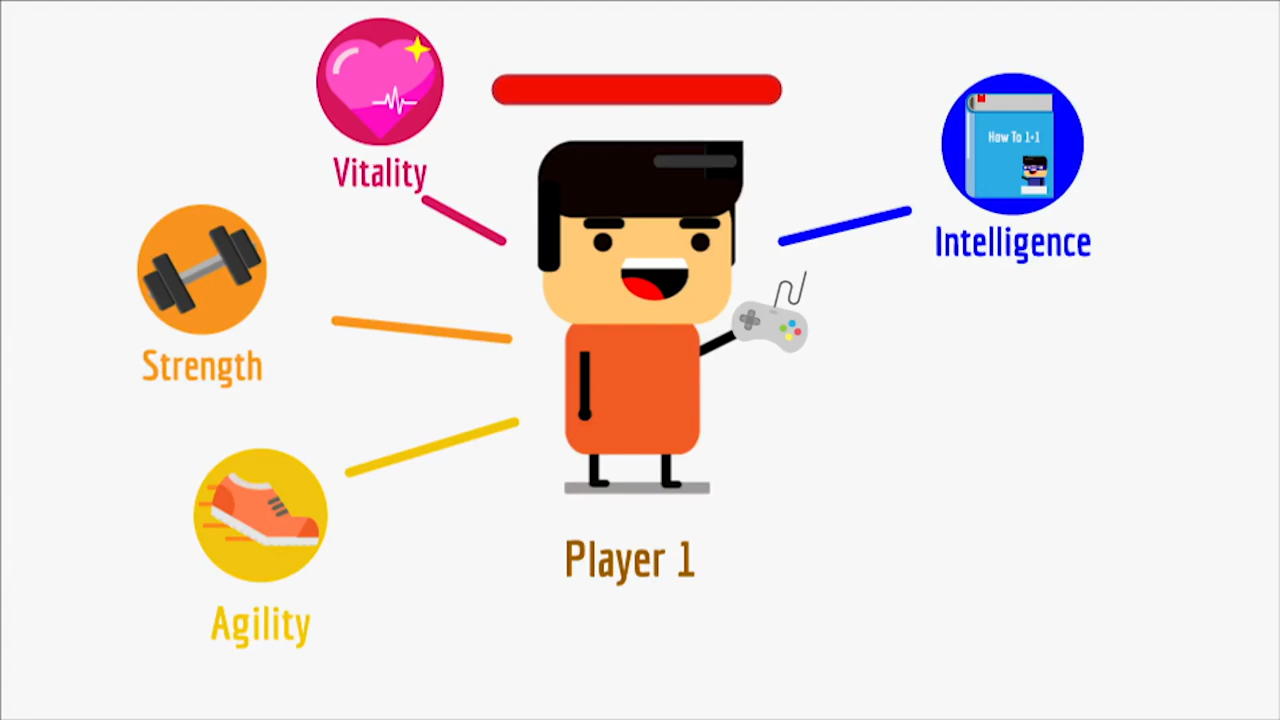 Vitality
How To 1+1
Intelligence
Strength
Player 1
Agility